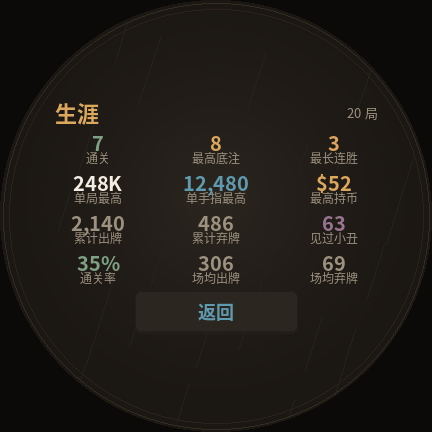 生涯
20 局
7 8 3
通关 最高底注 最长连胜
248K 12,480 $52
单局最高 单手指最高 最高持币
2,140 486 63
累计出牌 累计弃牌 见过小丑
35% 306 69
通关率 场均出牌 场均弃牌
返回